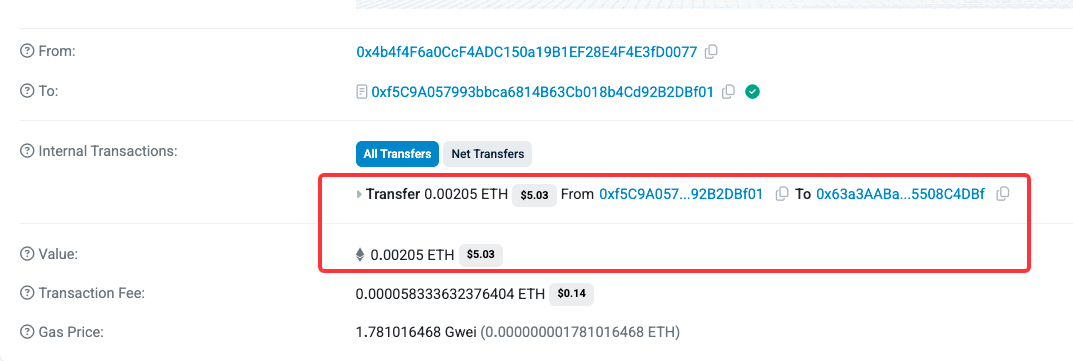 From: 0x4b4f4F6a0CcF4ADC150a19B1EF28E4F4E3fD0077
To: 0xf5C9A057993bbca6814B63Cb018b4Cd92B2DBf01
Internal Transactions: All Transfers Net Transfers
Transfer 0.00205 ETH $5.03 From 0xf5C9A057...92B2DBf01 To 0x63a3AABa...5508C4DBf
Value: 0.00205 ETH $5.03
Transaction Fee: 0.000058333632376404 ETH $0.14
Gas Price: 1.781016468 Gwei (0.000000001781016468 ETH)